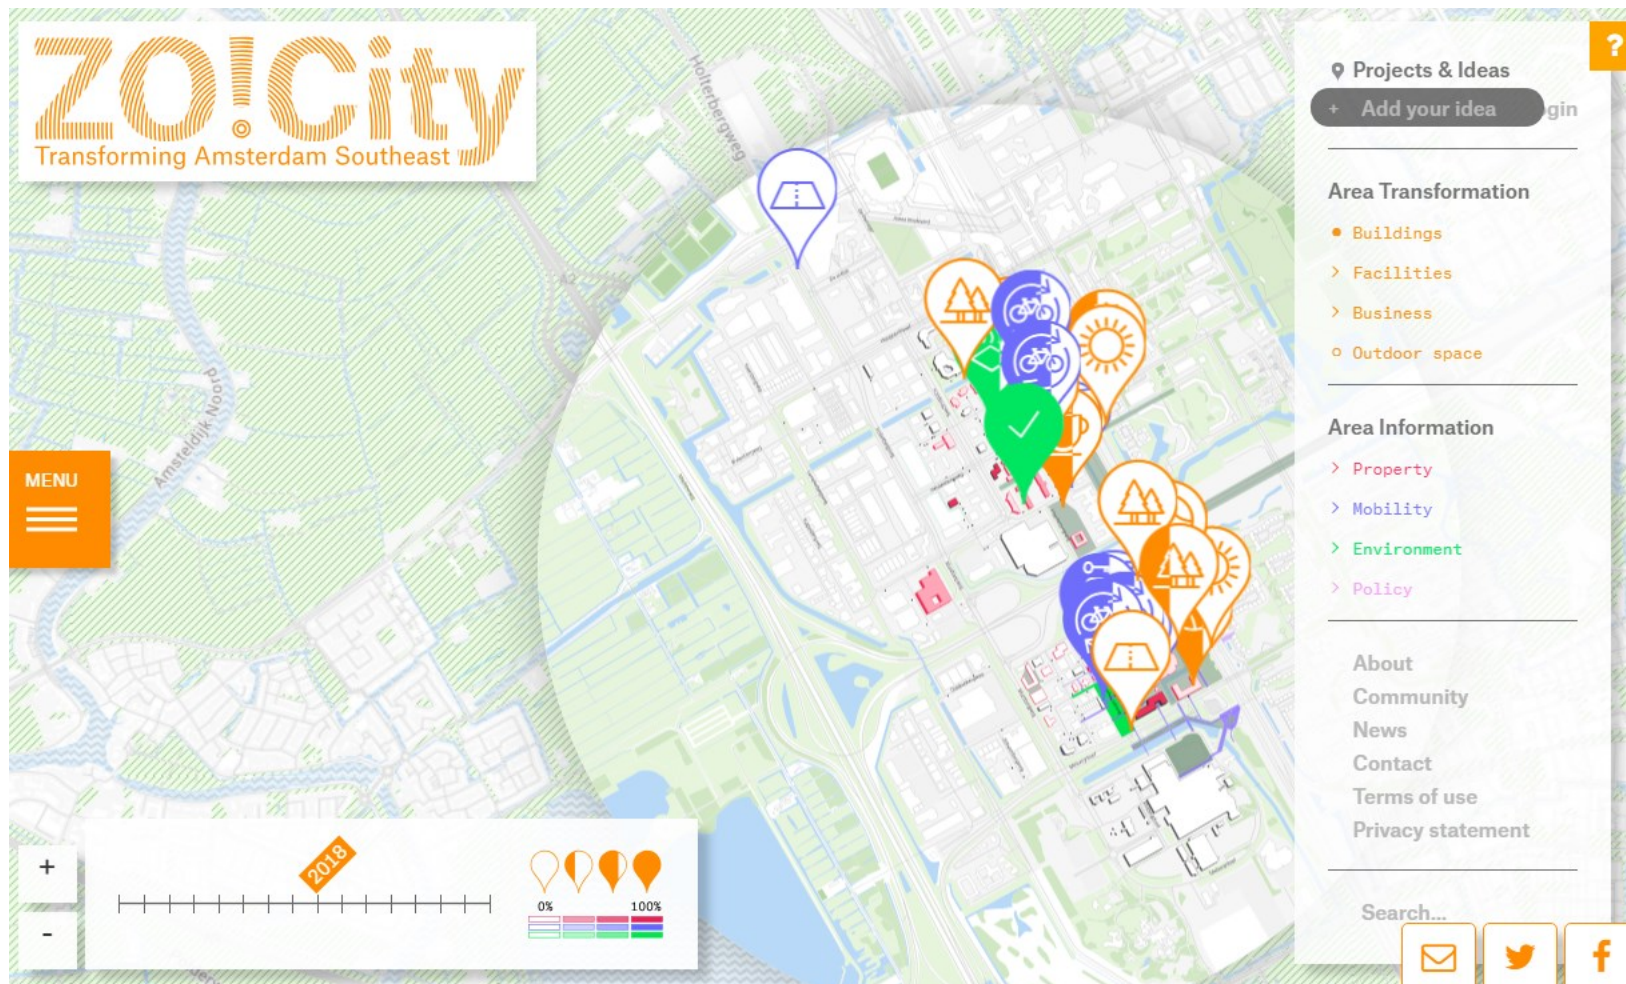 ZO!City
Transforming Amsterdam Southeast
Holterbergweg
A2
Amsteldijk Noord
MENU
?
Projects & Ideas
+ Add your idea
gin
Area Transformation
Buildings
Facilities
Business
Outdoor space
Area Information
Property
Mobility
Environment
Policy
About
Community
News
Contact
Terms of use
Privacy statement
Search...
+
-
2018
0% 100%